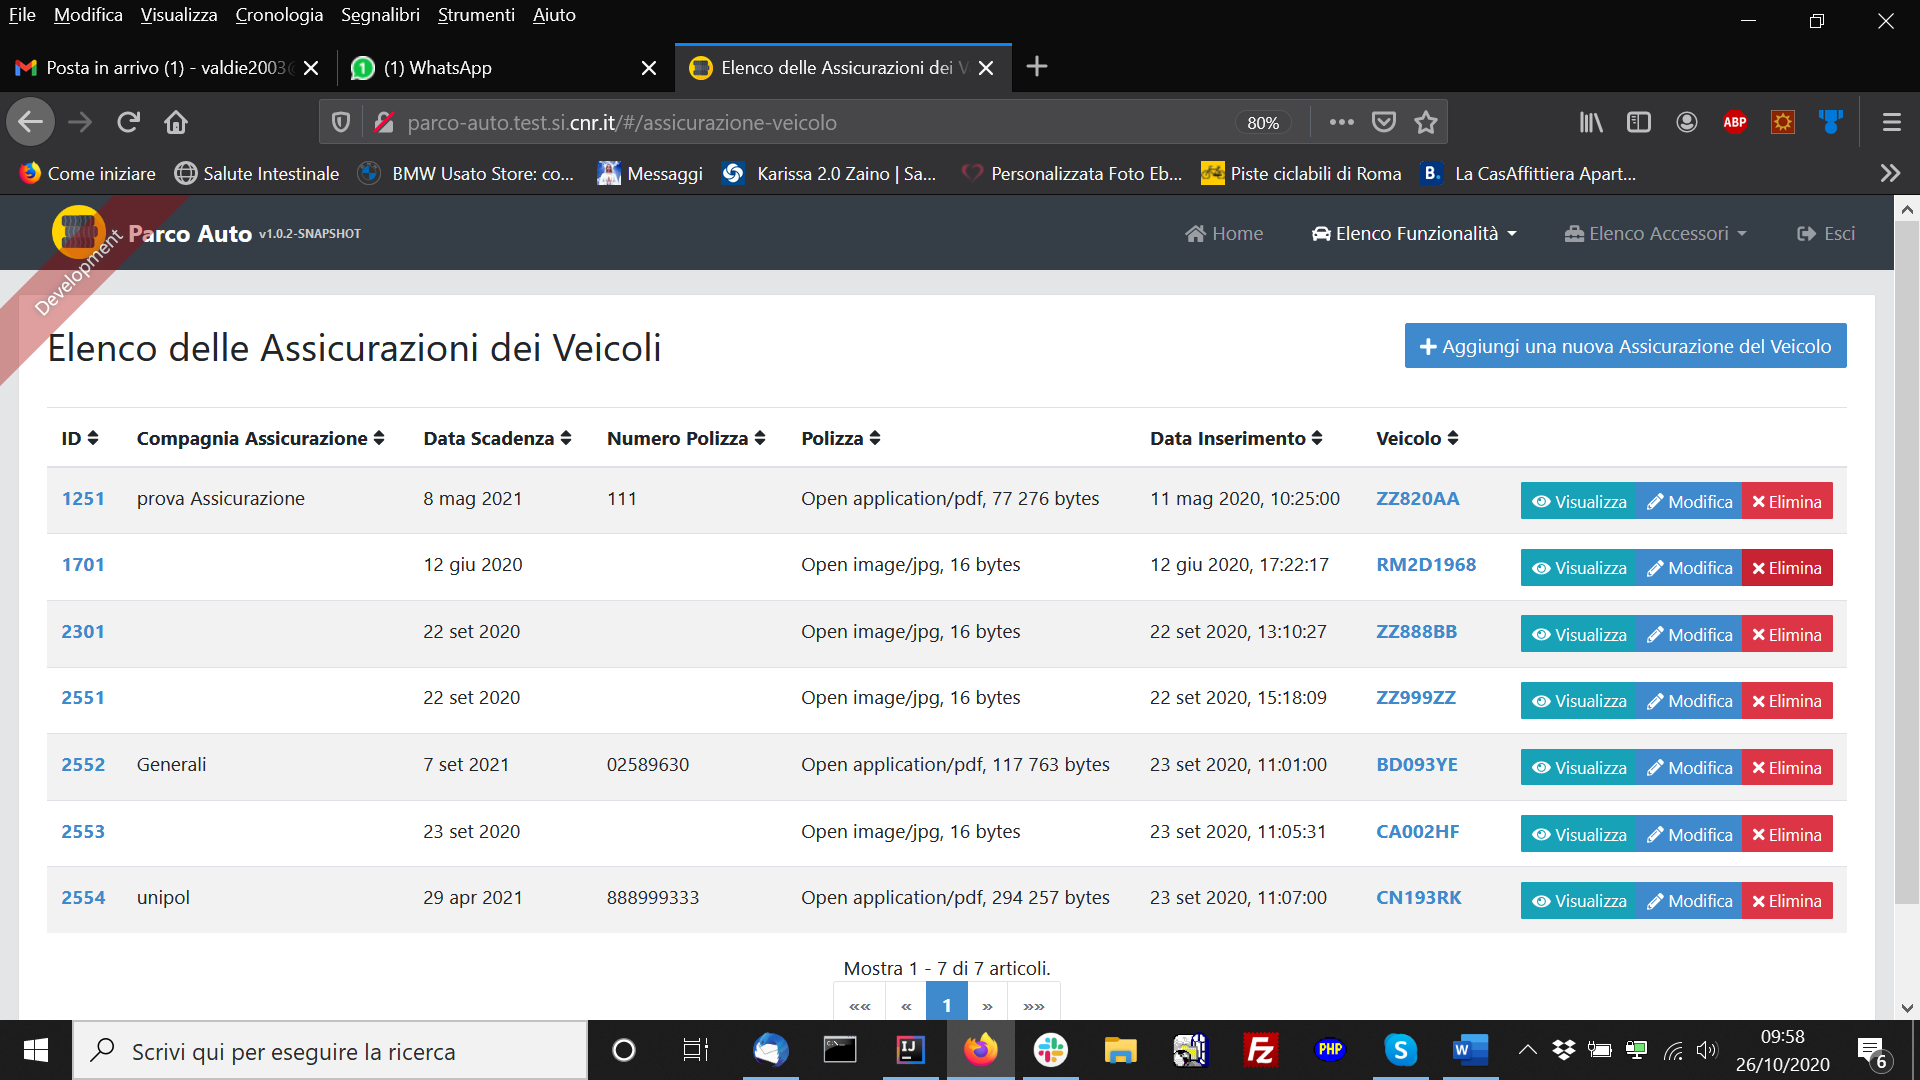 File Modifica Visualizza Cronologia Segnalibri Strumenti Aiuto
Posta in arrivo (1) - valdie2003@ (1) WhatsApp Elenco delle Assicurazioni dei V
parco-auto.test.si.cnr.it/#/assicurazione-veicolo 80% ABP
Come iniziare Salute Intestinale BMW Usato Store: co... Messaggi Karissa 2.0 Zaino | Sa... Personalizzata Foto Eb... Piste ciclabili di Roma B. La CasAffittiera Apart...
Development
Parco Auto v1.0.2-SNAPSHOT Home Elenco Funzionalità Elenco Accessori Esci
Elenco delle Assicurazioni dei Veicoli Aggiungi una nuova Assicurazione del Veicolo
ID Compagnia Assicurazione Data Scadenza Numero Polizza Polizza Data Inserimento Veicolo
1251 prova Assicurazione 8 mag 2021 111 Open application/pdf, 77 276 bytes 11 mag 2020, 10:25:00 ZZ820AA Visualizza Modifica Elimina
1701 12 giu 2020 Open image/jpg, 16 bytes 12 giu 2020, 17:22:17 RM2D1968 Visualizza Modifica Elimina
2301 22 set 2020 Open image/jpg, 16 bytes 22 set 2020, 13:10:27 ZZ888BB Visualizza Modifica Elimina
2551 22 set 2020 Open image/jpg, 16 bytes 22 set 2020, 15:18:09 ZZ999ZZ Visualizza Modifica Elimina
2552 Generali 7 set 2021 02589630 Open application/pdf, 117 763 bytes 23 set 2020, 11:01:00 BD093YE Visualizza Modifica Elimina
2553 23 set 2020 Open image/jpg, 16 bytes 23 set 2020, 11:05:31 CA002HF Visualizza Modifica Elimina
2554 unipol 29 apr 2021 888999333 Open application/pdf, 294 257 bytes 23 set 2020, 11:07:00 CN193RK Visualizza Modifica Elimina
Mostra 1 - 7 di 7 articoli.
«« « 1 » »»
Scrivi qui per eseguire la ricerca IJ FZ PHP S W 09:58
26/10/2020 6